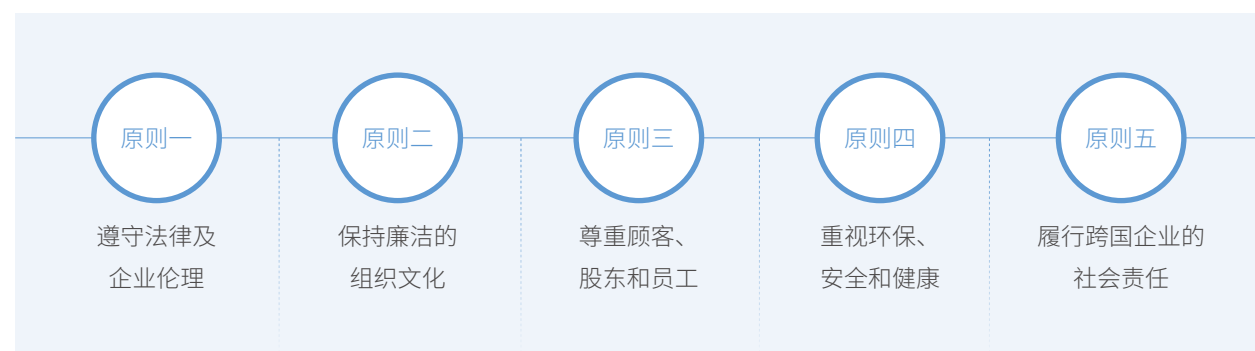 原则一
遵守法律及
企业伦理
原则二
保持廉洁的
组织文化
原则三
尊重顾客、
股东和员工
原则四
重视环保、
安全和健康
原则五
履行跨国企业的
社会责任